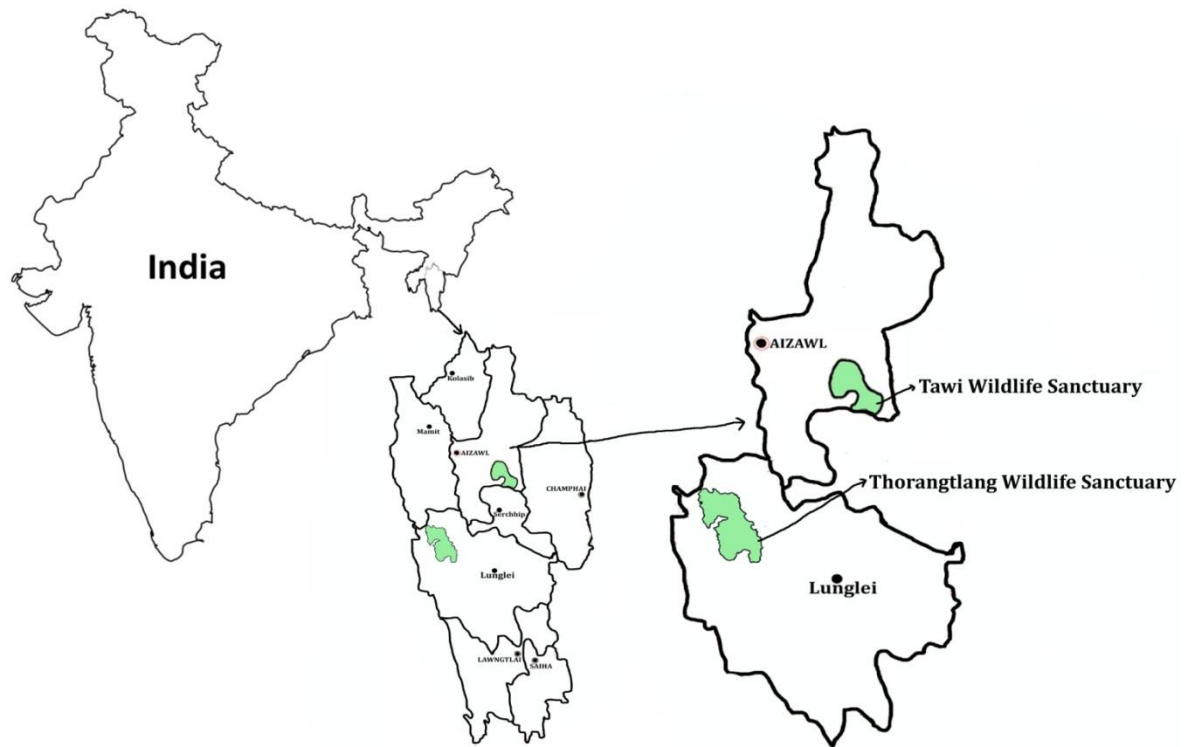 India
Kolasib
Mamit
AIZAWL
CHAMPHAI
Serchhip
Lunglei
LAWNGTLAI
SAIHA
AIZAWL
Tawi Wildlife Sanctuary
Thorangtlang Wildlife Sanctuary
Lunglei